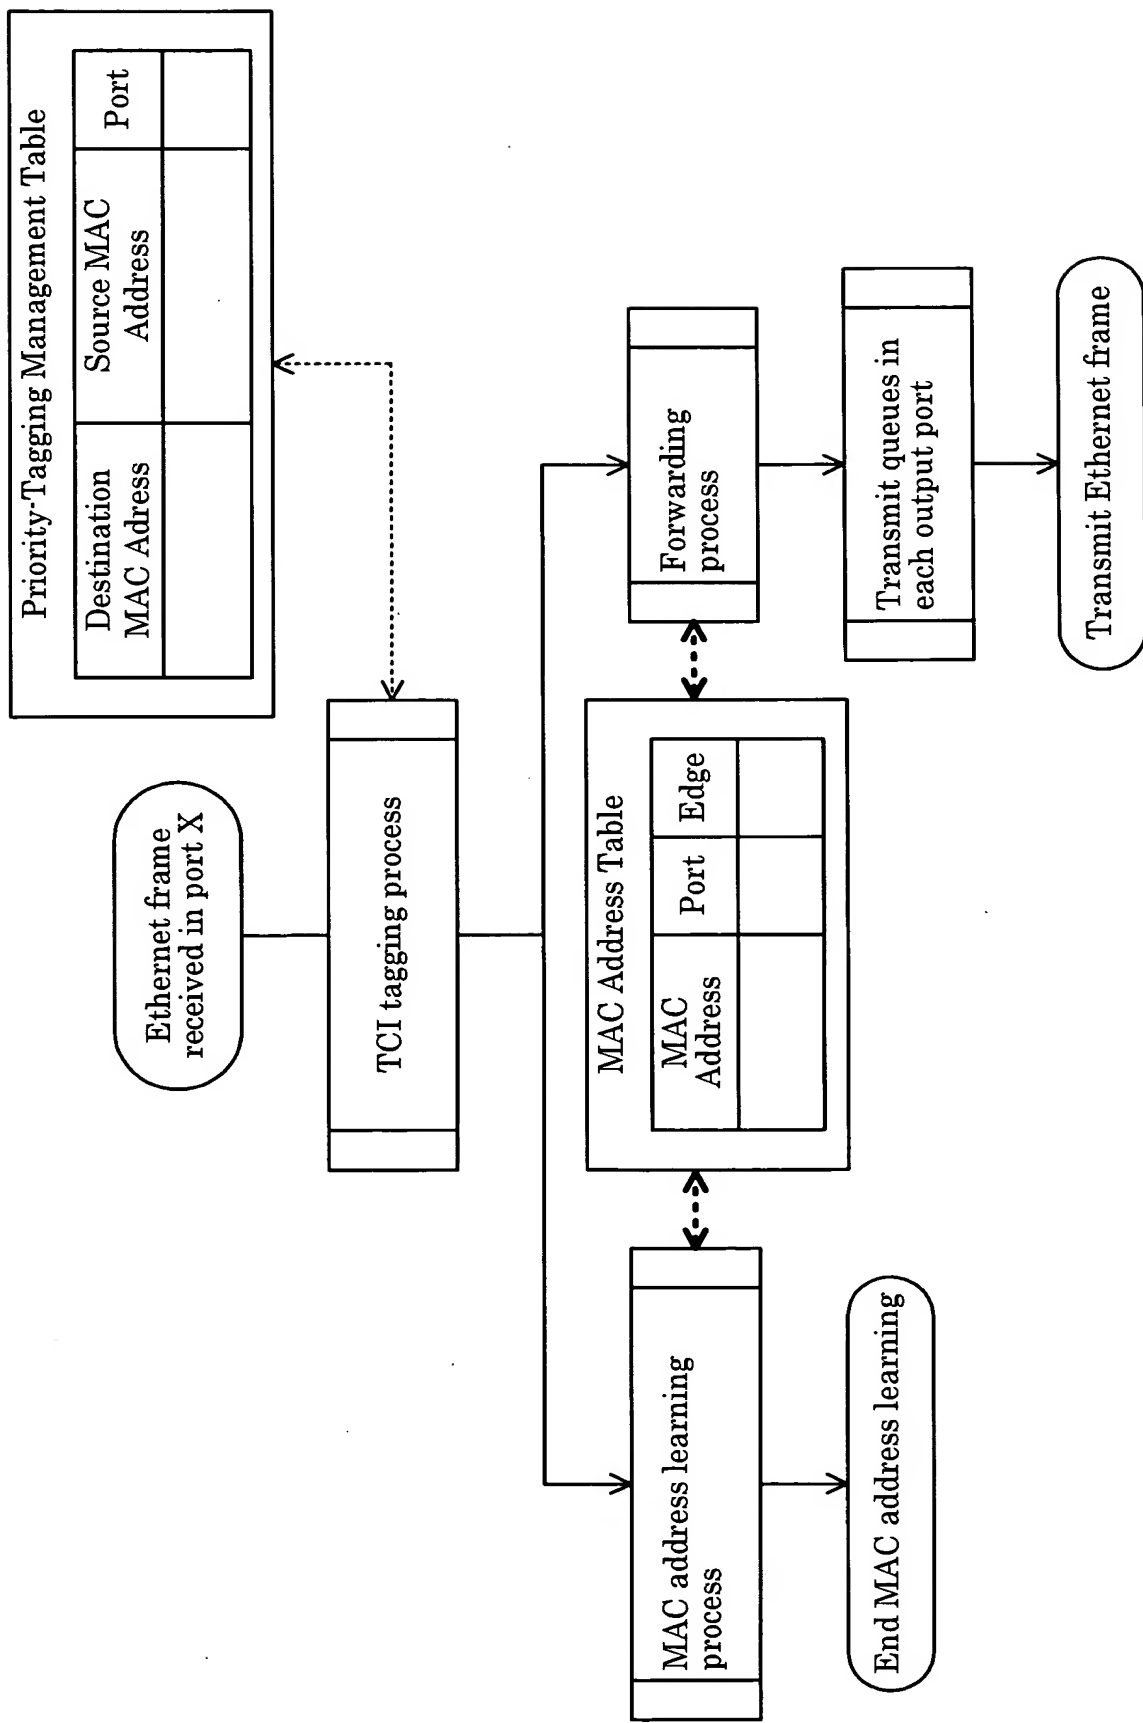 Priority-Tagging Management Table
Destination
MAC Adress
Source MAC
Address
Port
Ethernet frame
received in port X
TCI tagging process
MAC address learning
process
MAC Address Table
MAC
Address
Port
Edge
Forwarding
process
End MAC address learning
Transmit queues in
each output port
Transmit Ethernet frame